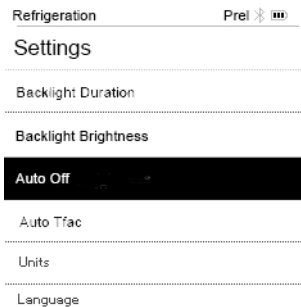 Refrigeration Prel
Settings
Backlight Duration
Backlight Brightness
Auto Off
Auto Tfac
Units
Language